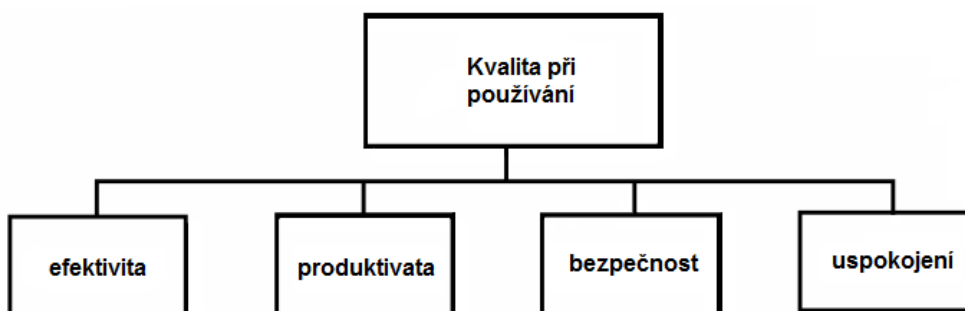 Kvalita při
používání
efektivita
produktivata
bezpečnost
uspokojení